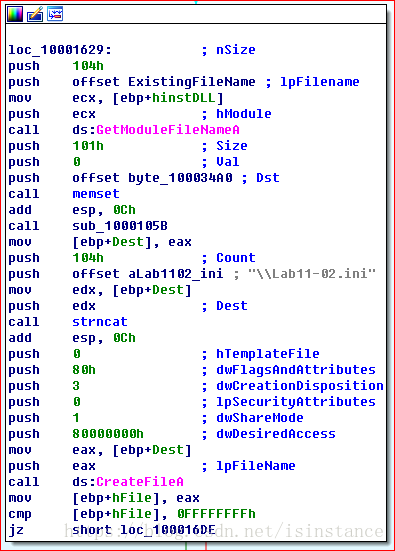 loc_10001629: ; nSize
push 104h
push offset ExistingFileName ; lpFilename
mov ecx, [ebp+hinstDLL]
push ecx ; hModule
call ds:GetModuleFileNameA
push 101h ; Size
push 0 ; Val
push offset byte_100034A0 ; Dst
call memset
add esp, 0Ch
call sub_1000105B
mov [ebp+Dest], eax
push 104h ; Count
push offset aLab1102_ini ; "\\Lab11-02.ini"
mov edx, [ebp+Dest]
push edx ; Dest
call strncat
add esp, 0Ch
push 0 ; hTemplateFile
push 80h ; dwFlagsAndAttributes
push 3 ; dwCreationDisposition
push 0 ; lpSecurityAttributes
push 1 ; dwShareMode
push 80000000h ; dwDesiredAccess
mov eax, [ebp+Dest]
push eax ; lpFileName
call ds:CreateFileA
mov [ebp+hFile], eax
cmp [ebp+hFile], 0FFFFFFFFh
jz short loc_100016DE